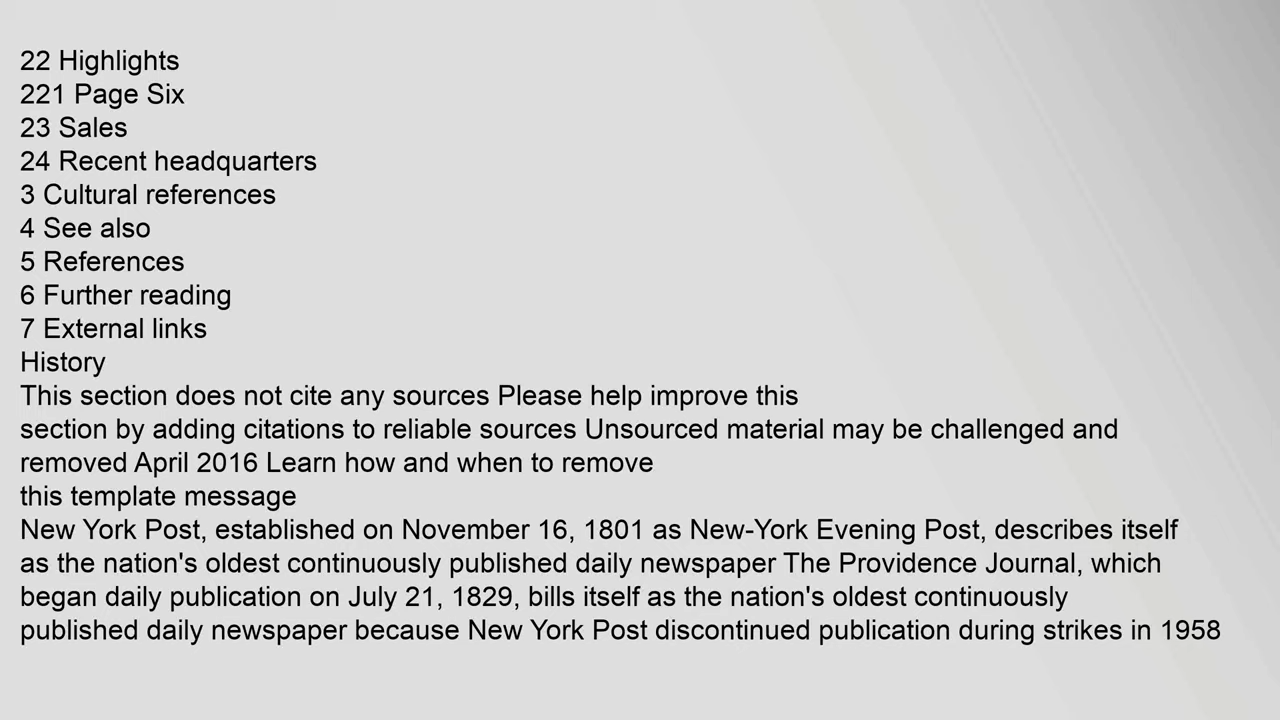 22 Highlights
221 Page Six
23 Sales
24 Recent headquarters
3 Cultural references
4 See also
5 References
6 Further reading
7 External links
History
This section does not cite any sources Please help improve this
section by adding citations to reliable sources Unsourced material may be challenged and
removed April 2016 Learn how and when to remove
this template message
New York Post, established on November 16, 1801 as New-York Evening Post, describes itself
as the nation's oldest continuously published daily newspaper The Providence Journal, which
began daily publication on July 21, 1829, bills itself as the nation's oldest continuously
published daily newspaper because New York Post discontinued publication during strikes in 1958